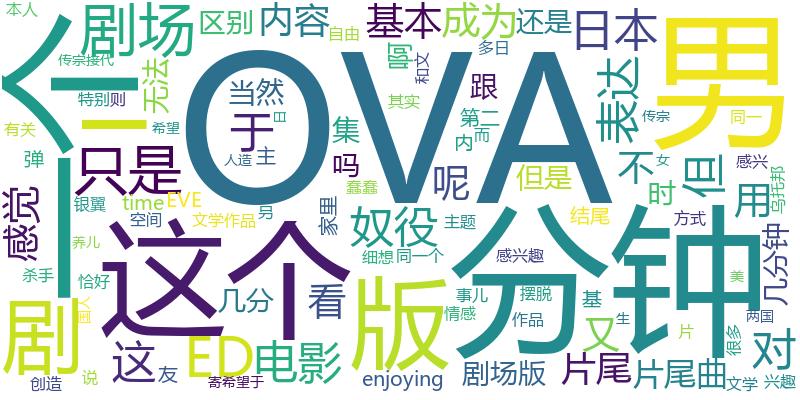 本人 剧场 区别 内容 基本 成为 还是 日本 男
传宗接代 自由 啊 多日 和文
特别 则 无法 当然 跟 其实 第二 表达 传宗 同一
个 OVA
有关 一 希望 于 集 主 内 而 不 但 感兴
弹 只是 人造 吗 呢 但是 时 女 乌托邦
感觉 银翼 time EVE 蠢蠢 用
空间 文学作品 另 家里 奴役 主题 结尾 方式
养儿 这个 细想 同一个 感兴趣 分钟 几分钟
杀手 恰好 几分 看 版 事儿 摆脱 基 美
剧 国人 情感 作品 又 生 两国 很多 对
这 ED 电影 片
创造 说 友 寄希望于 enjoying 剧场版 片尾 片尾曲 文学 兴趣